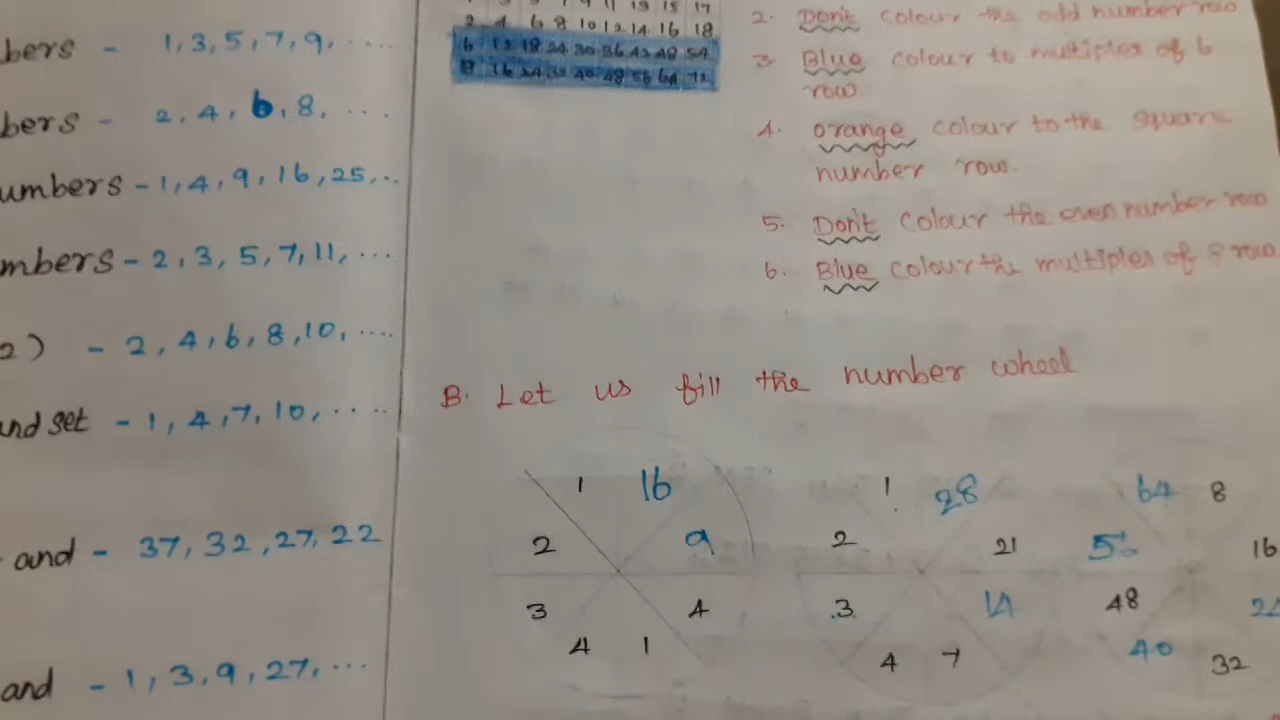 bers - 1, 3, 5, 7, 9, ....
bers - 2, 4, 6, 8, ...
umbers - 1, 4, 9, 16, 25, ..
mbers - 2, 3, 5, 7, 11, ...
2) - 2, 4, 6, 8, 10, ....
and set - 1, 4, 7, 10, ....
and - 37, 32, 27, 22
and - 1, 3, 9, 27, ...
9 11 13 15 17
2 4 6 8 10 12 14 16 18
6 12 18 24 30 36 42 48 54
8 16 24 32 40 48 56 64 72
2. Don't colour the odd number row
3. Blue colour to multiples of 6
row
4. orange colour to the square
number row.
5. Don't colour the even number row
6. Blue colour the multiples of 8 row
B. Let us fill the number wheel
1 16
2 9
3 4
4 1
1 28
2 21
3 14
4 7
64 8
16
48
40 32